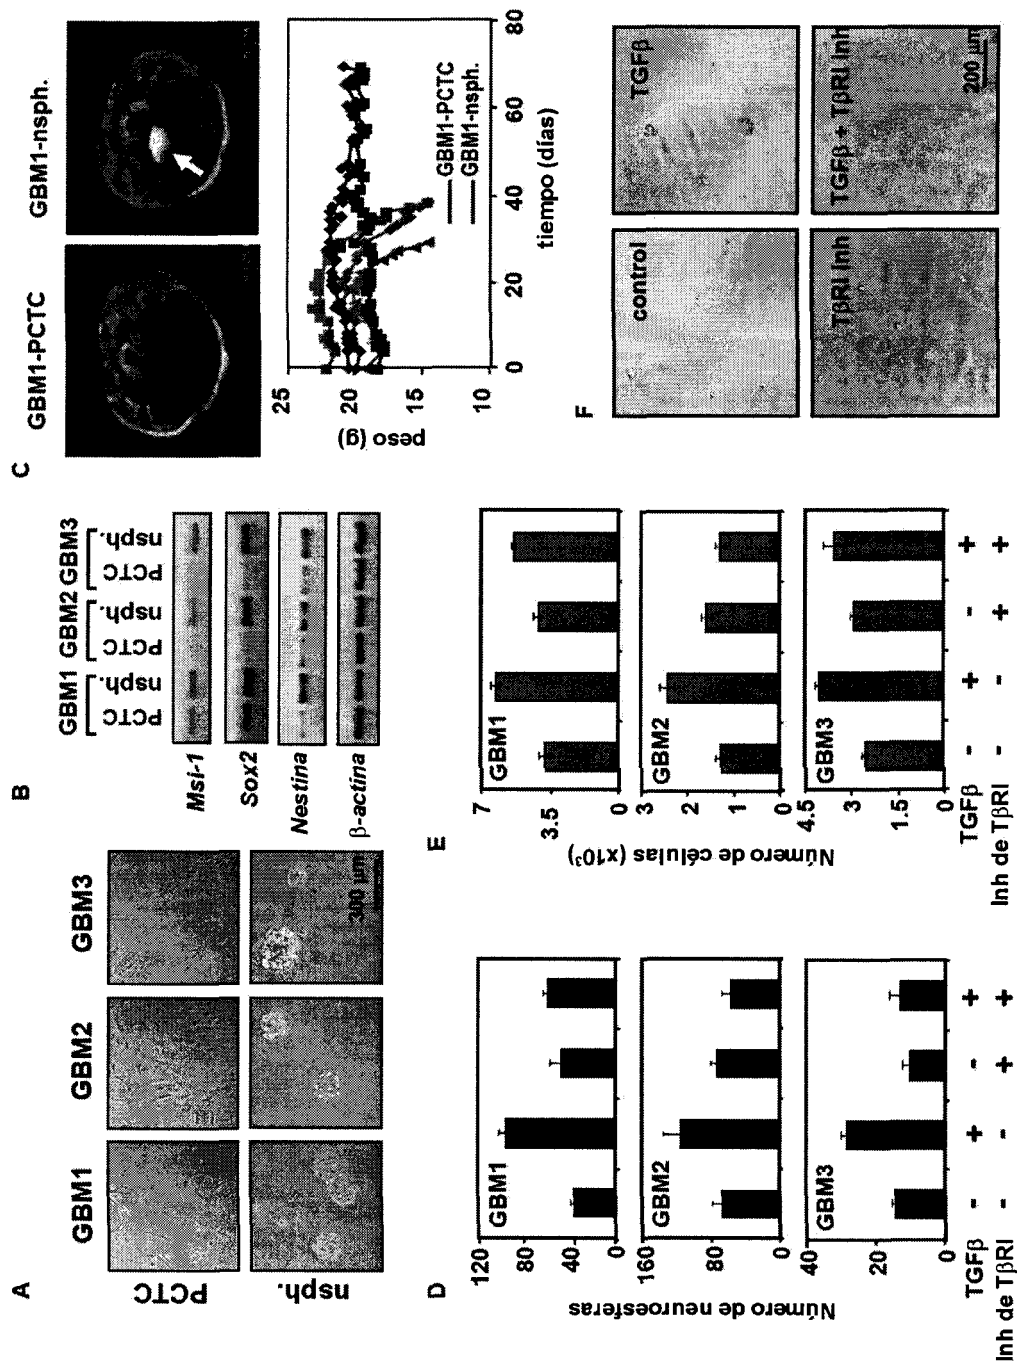 A
GBM1 GBM2 GBM3
PCTC
nsph.
300 µm
B
GBM1 GBM2 GBM3
PCTC nsph. PCTC nsph. PCTC nsph.
Msi-1
Sox2
Nestina
β-actina
C
GBM1-PCTC GBM1-nsph.
peso (g)
25
20
15
10
0 20 40 60 80
tiempo (días)
GBM1-PCTC
GBM1-nsph.
D
Número de neuroesferas
GBM1
120
80
40
0
GBM2
160
80
0
GBM3
40
20
0
TGFβ - + - +
Inh de TβRI - - + +
E
Número de células (x10³)
GBM1
7
3.5
0
GBM2
3
2
1
0
GBM3
4.5
3
1.5
0
TGFβ - + - +
Inh de TβRI - - + +
F
control
TGFβ
TβRI Inh
TGFβ + TβRI Inh
200 µm